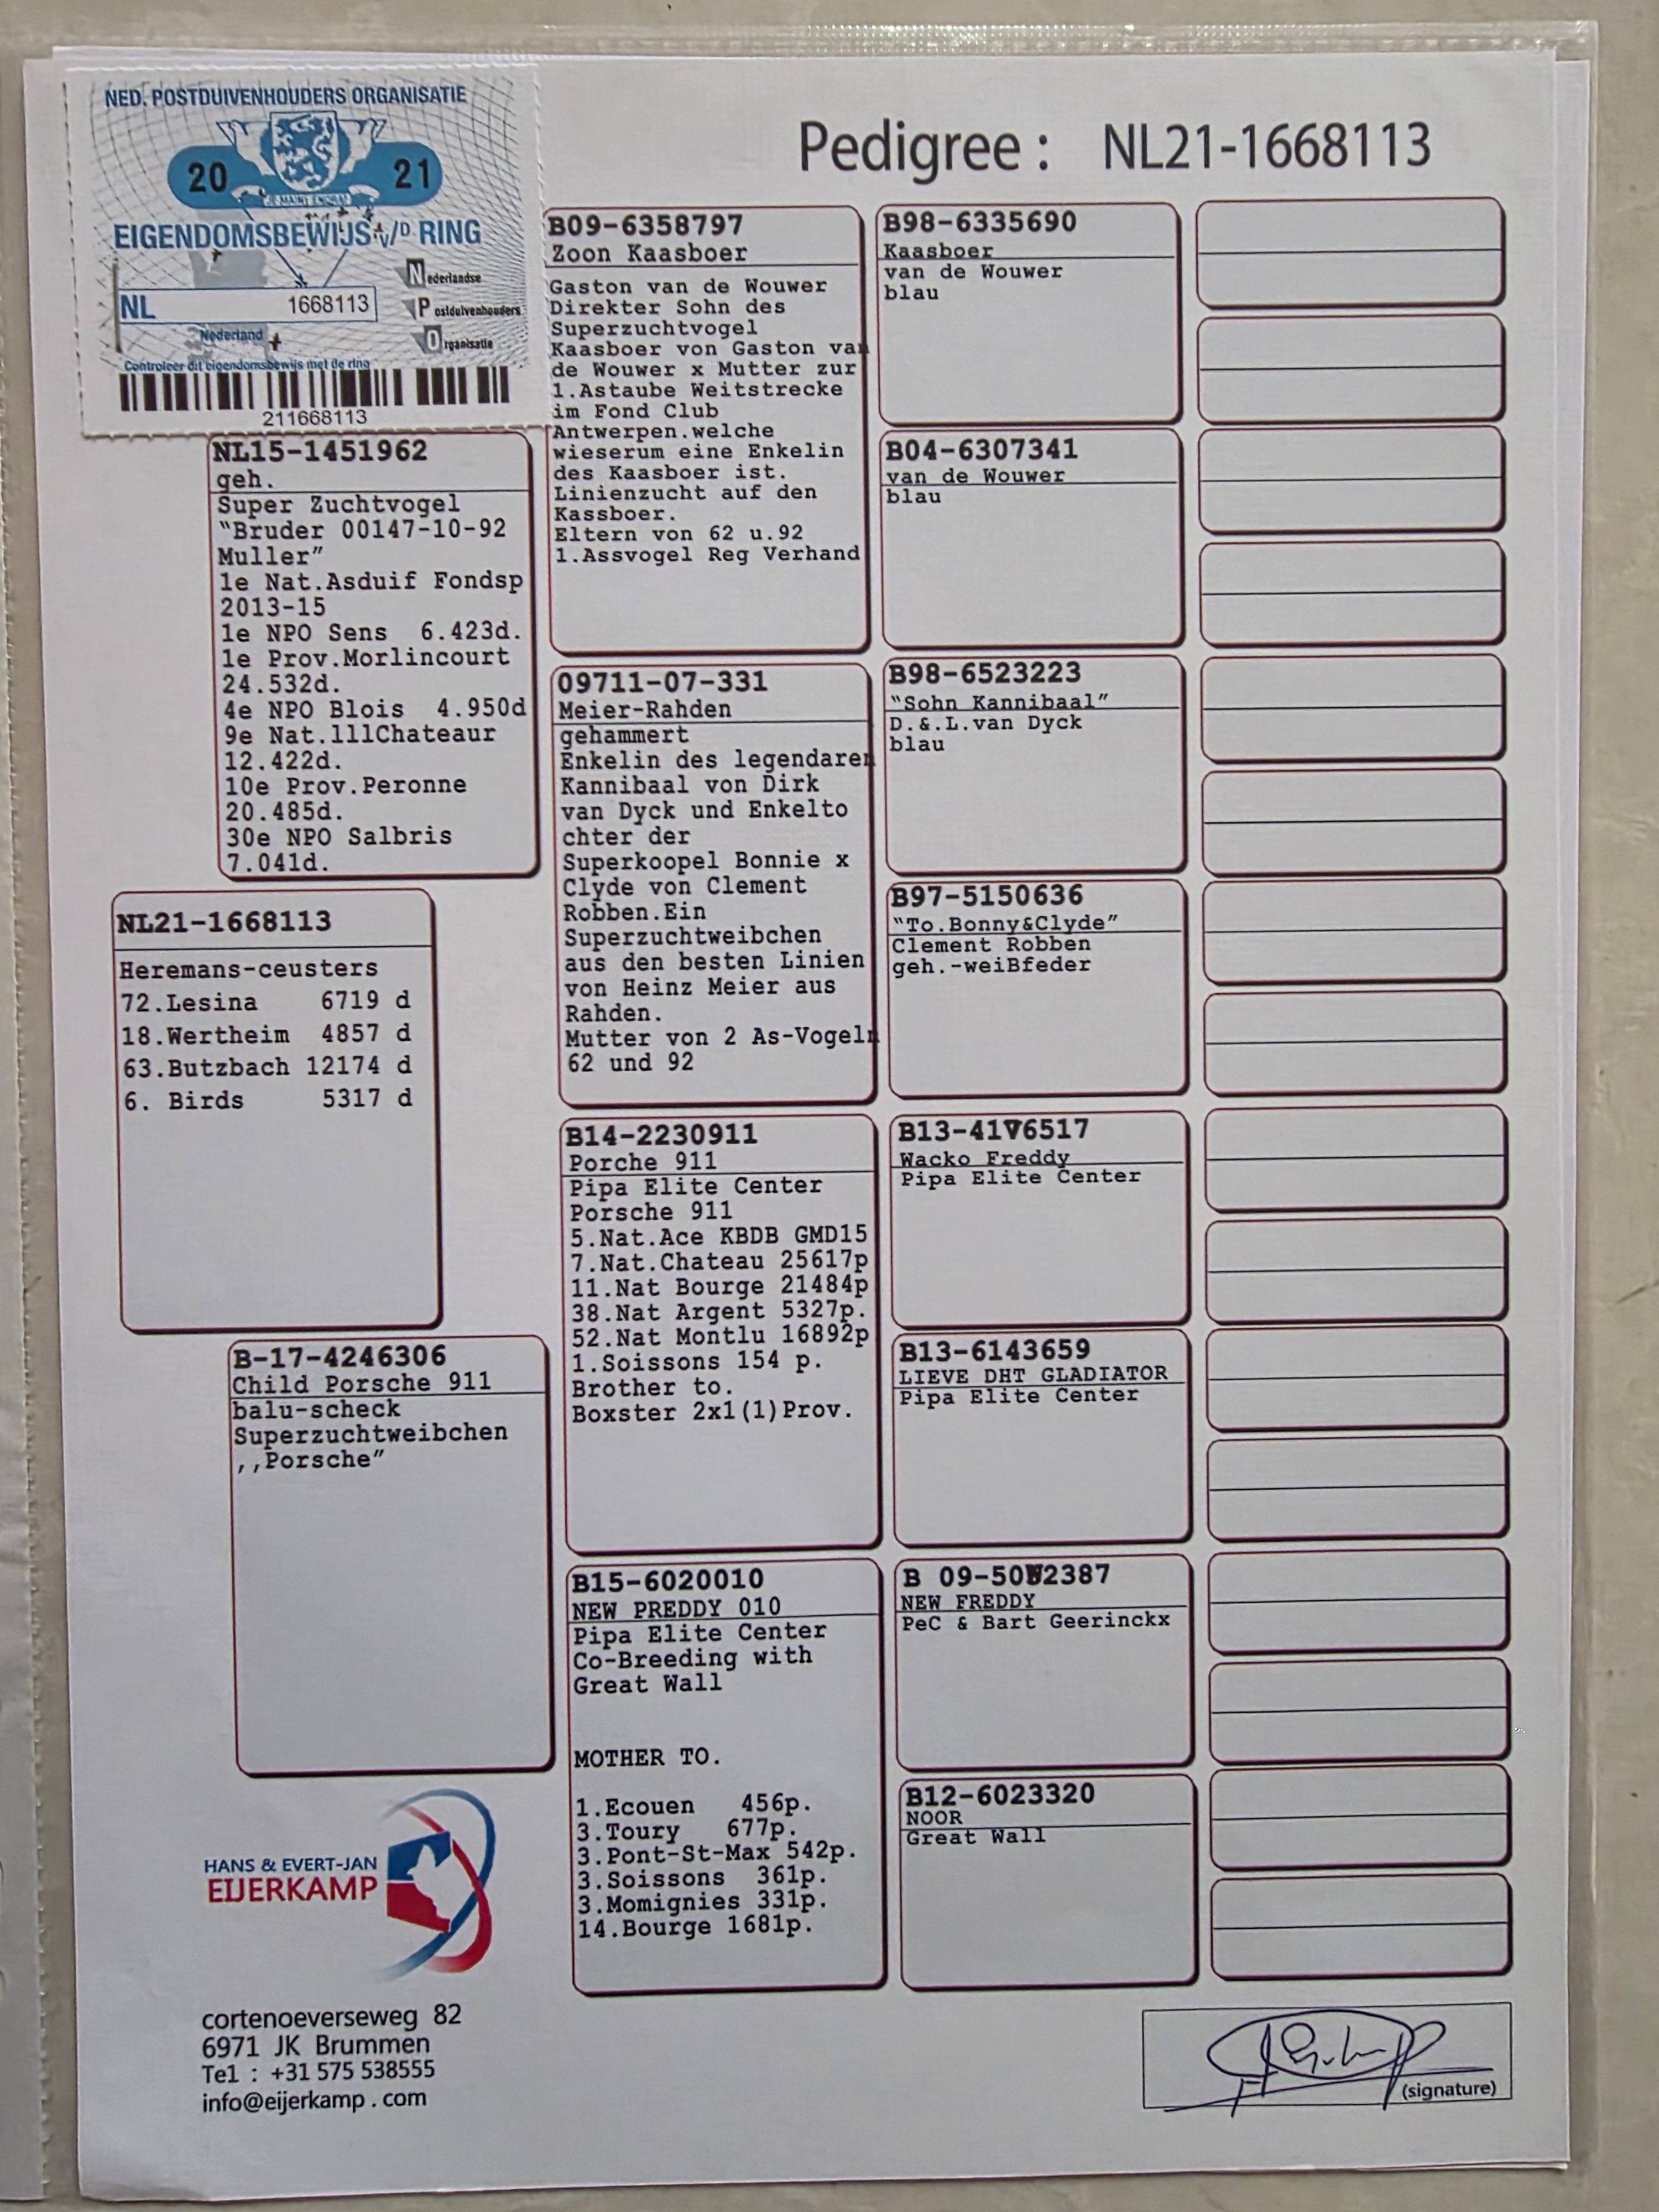 NED. POSTDUIVENHOUDERS ORGANISATIE
20 21
EIGENDOMSBEWIJS v/D RING
Nederlandse
NL 1668113
Postduivenhouders
Nederland
Organisatie
Controleer dit eigendomsbewijs met de ring
211668113
Pedigree : NL21-1668113
NL21-1668113
Heremans-ceusters
72.Lesina 6719 d
18.Wertheim 4857 d
63.Butzbach 12174 d
6. Birds 5317 d
NL15-1451962
geh.
Super Zuchtvogel
"Bruder 00147-10-92
Muller"
1e Nat.Asduif Fondsp
2013-15
1e NPO Sens 6.423d.
1e Prov.Morlincourt
24.532d.
4e NPO Blois 4.950d
9e Nat.lllChateaur
12.422d.
10e Prov.Peronne
20.485d.
30e NPO Salbris
7.041d.
B-17-4246306
Child Porsche 911
balu-scheck
Superzuchtweibchen
,,Porsche"
B09-6358797
Zoon Kaasboer
Gaston van de Wouwer
Direkter Sohn des
Superzuchtvogel
Kaasboer von Gaston van
de Wouwer x Mutter zur
1.Astaube Weitstrecke
im Fond Club
Antwerpen.welche
wieserum eine Enkelin
des Kaasboer ist.
Linienzucht auf den
Kassboer.
Eltern von 62 u.92
1.Assvogel Reg Verhand
09711-07-331
Meier-Rahden
gehammert
Enkelin des legendaren
Kannibaal von Dirk
van Dyck und Enkelto
chter der
Superkoopel Bonnie x
Clyde von Clement
Robben.Ein
Superzuchtweibchen
aus den besten Linien
von Heinz Meier aus
Rahden.
Mutter von 2 As-Vogeln
62 und 92
B14-2230911
Porche 911
Pipa Elite Center
Porsche 911
5.Nat.Ace KBDB GMD15
7.Nat.Chateau 25617p
11.Nat Bourge 21484p
38.Nat Argent 5327p.
52.Nat Montlu 16892p
1.Soissons 154 p.
Brother to.
Boxster 2x1(1)Prov.
B15-6020010
NEW PREDDY 010
Pipa Elite Center
Co-Breeding with
Great Wall
MOTHER TO.
1.Ecouen 456p.
3.Toury 677p.
3.Pont-St-Max 542p.
3.Soissons 361p.
3.Momignies 331p.
14.Bourge 1681p.
B98-6335690
Kaasboer
van de Wouwer
blau
B04-6307341
van de Wouwer
blau
B98-6523223
"Sohn Kannibaal"
D.&.L.van Dyck
blau
B97-5150636
"To.Bonny&Clyde"
Clement Robben
geh.-weiBfeder
Wacko Freddy
Pipa Elite Center
B13-6143659
LIEVE DHT GLADIATOR
Pipa Elite Center
NEW FREDDY
PeC & Bart Geerinckx
B12-6023320
NOOR
Great Wall
HANS & EVERT-JAN
EIJERKAMP
cortenoeverseweg 82
6971 JK Brummen
Tel : +31 575 538555
info@eijerkamp . com
(signature)